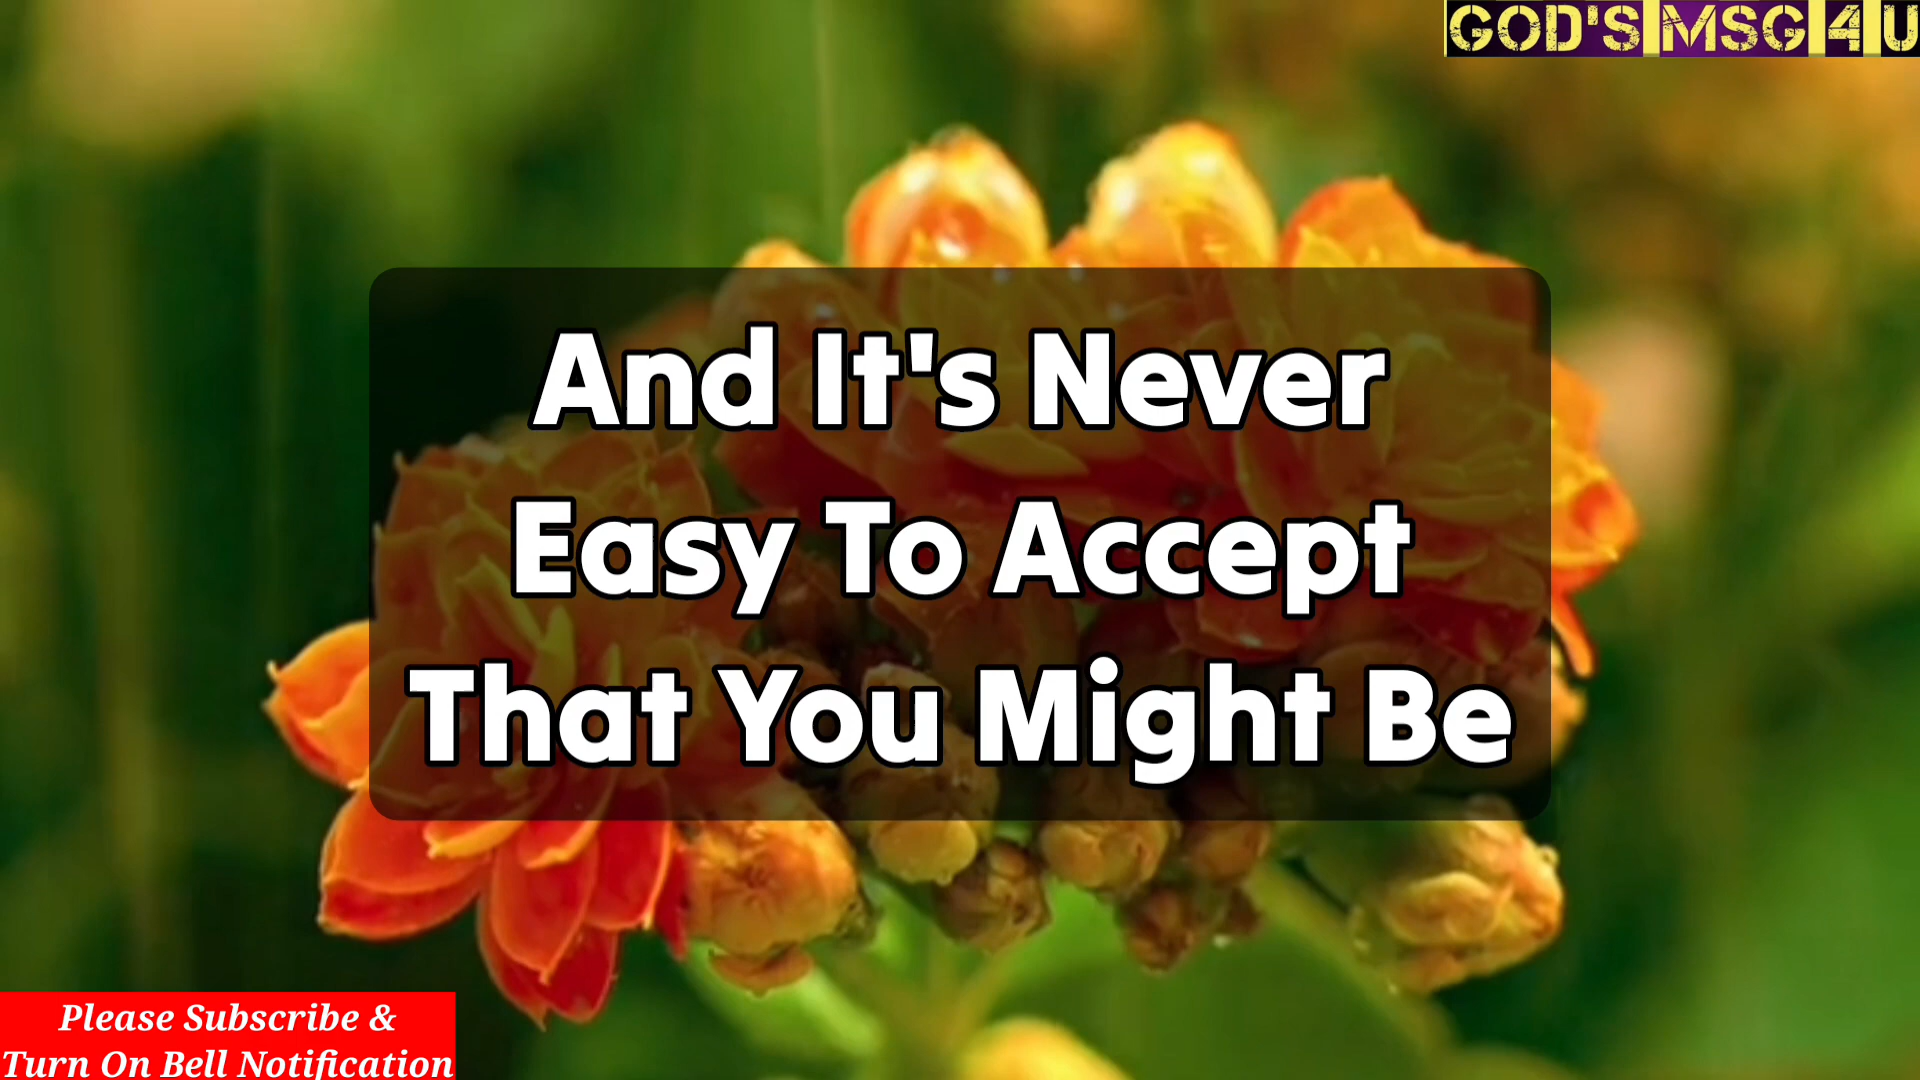 GOD'S MSG 4 U
And It's Never
Easy To Accept
That You Might Be
Please Subscribe &
Turn On Bell Notification